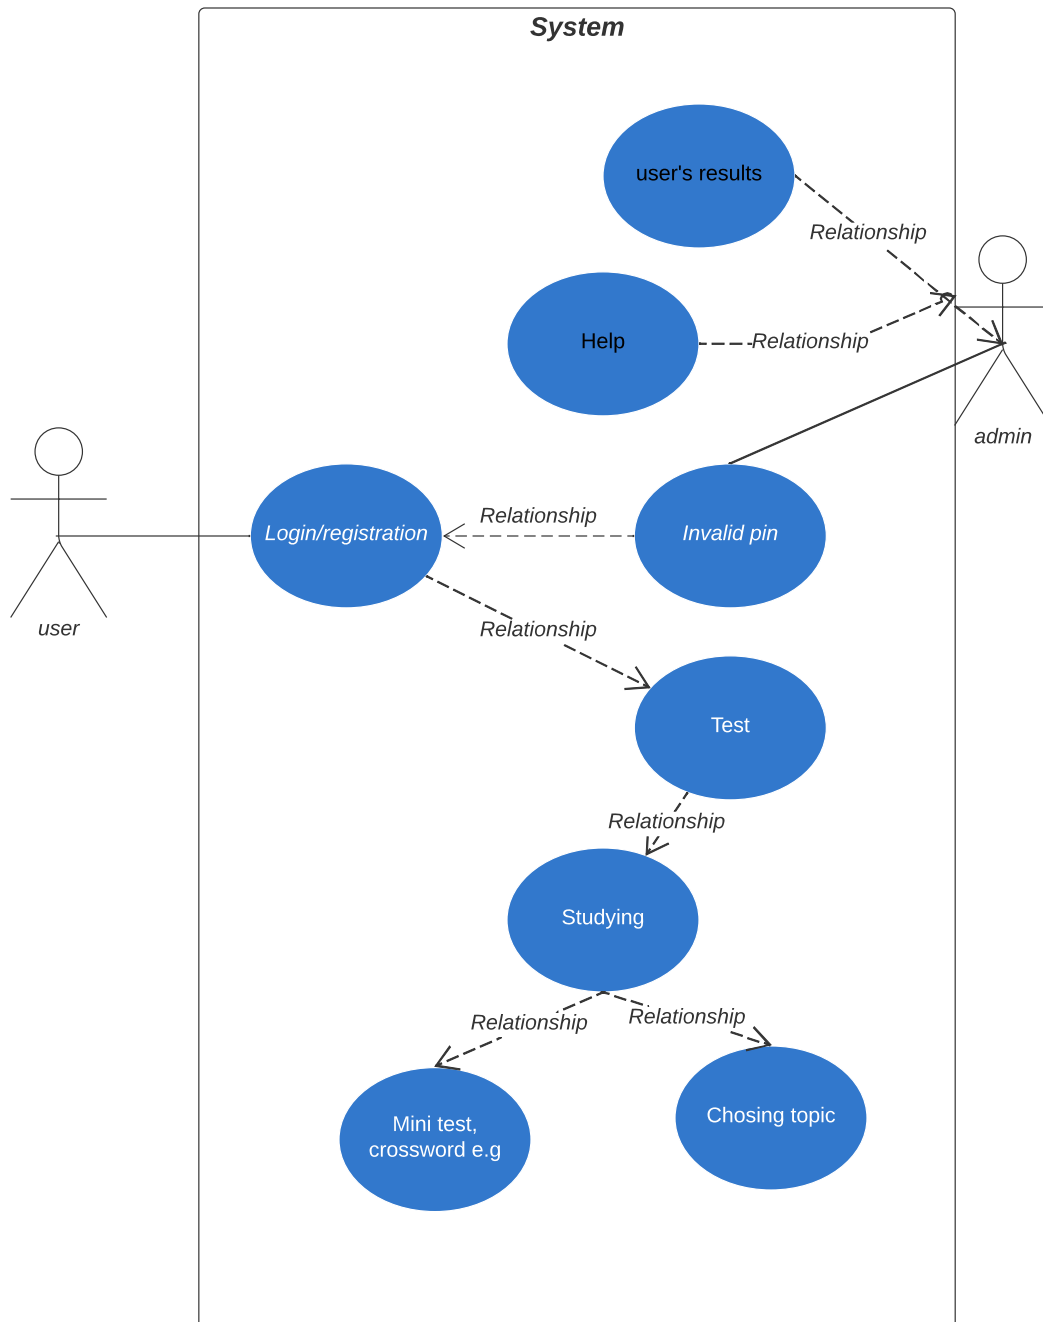 System
user's results
Relationship
Help
Relationship
admin
Relationship
Login/registration
Invalid pin
user
Relationship
Test
Relationship
Studying
Relationship
Relationship
Mini test,
crossword e.g
Chosing topic